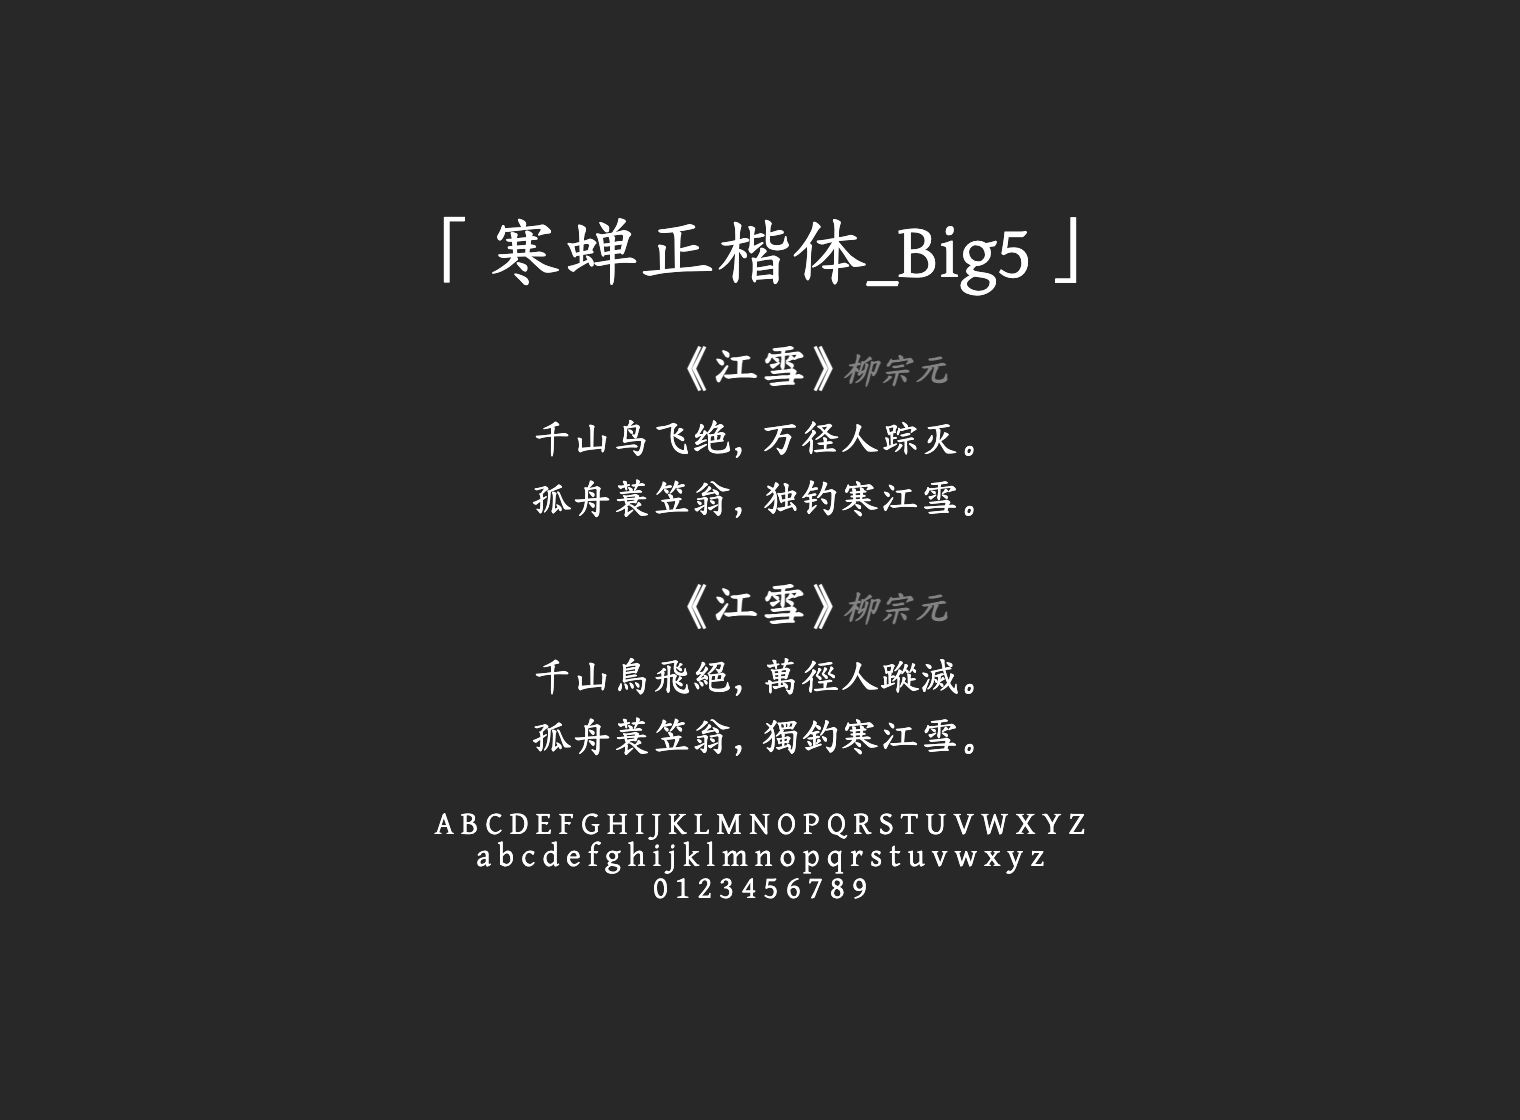 「寒蝉正楷体_Big5」
《江雪》柳宗元
千山鸟飞绝，万径人踪灭。
孤舟蓑笠翁，独钓寒江雪。
《江雪》柳宗元
千山鳥飛絕，萬徑人蹤滅。
孤舟蓑笠翁，獨釣寒江雪。
A B C D E F G H I J K L M N O P Q R S T U V W X Y Z
a b c d e f g h i j k l m n o p q r s t u v w x y z
0 1 2 3 4 5 6 7 8 9